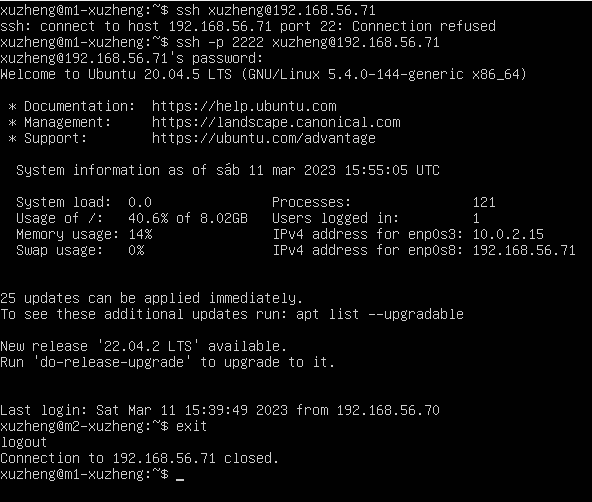 xuzheng@m1-xuzheng:~$ ssh xuzheng@192.168.56.71
ssh: connect to host 192.168.56.71 port 22: Connection refused
xuzheng@m1-xuzheng:~$ ssh -p 2222 xuzheng@192.168.56.71
xuzheng@192.168.56.71's password:
Welcome to Ubuntu 20.04.5 LTS (GNU/Linux 5.4.0-144-generic x86_64)

 * Documentation:  https://help.ubuntu.com
 * Management:     https://landscape.canonical.com
 * Support:        https://ubuntu.com/advantage

  System information as of sáb 11 mar 2023 15:55:05 UTC

  System load:  0.0               Processes:               121
  Usage of /:   40.6% of 8.02GB   Users logged in:         1
  Memory usage: 14%               IPv4 address for enp0s3: 10.0.2.15
  Swap usage:   0%                IPv4 address for enp0s8: 192.168.56.71

25 updates can be applied immediately.
To see these additional updates run: apt list --upgradable

New release '22.04.2 LTS' available.
Run 'do-release-upgrade' to upgrade to it.

Last login: Sat Mar 11 15:39:49 2023 from 192.168.56.70
xuzheng@m2-xuzheng:~$ exit
logout
Connection to 192.168.56.71 closed.
xuzheng@m1-xuzheng:~$ _